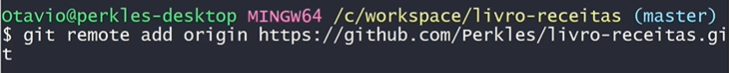 Otavio@perkles-desktop MINGW64 /c/workspace/livro-receitas (master)
$ git remote add origin https://github.com/Perkles/livro-receitas.gi
t